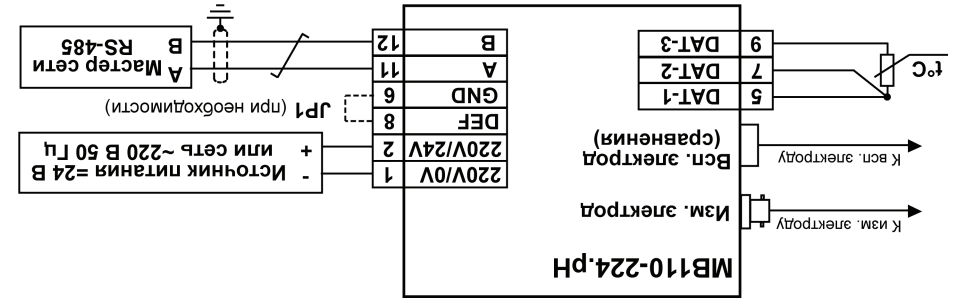 МВ110-224.pH
К изм. электроду
Изм. электрод
К всп. электроду
Всп. электрод
(сравнения)
5 DAT-1
7 DAT-2
6 DAT-3
t°C
220V/0V 1
220V/24V 2
DEF 8
GND 9
A 11
B 12
- Источник питания =24 В
+ или сеть ~220 В 50 Гц
JP1 (при необходимости)
A Мастер сети
B RS-485